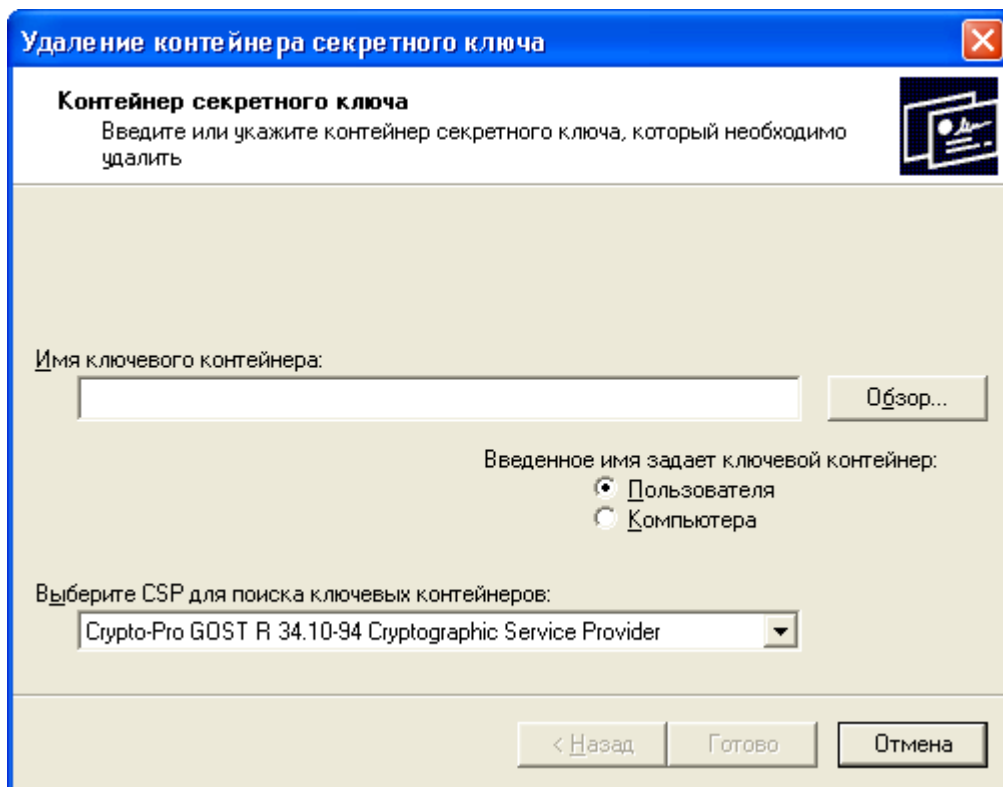 Удаление контейнера секретного ключа
Контейнер секретного ключа
Введите или укажите контейнер секретного ключа, который необходимо
удалить
Имя ключевого контейнера:
Обзор...
Введенное имя задает ключевой контейнер:
Пользователя
Компьютера
Выберите CSP для поиска ключевых контейнеров:
Crypto-Pro GOST R 34.10-94 Cryptographic Service Provider
< Назад
Готово
Отмена